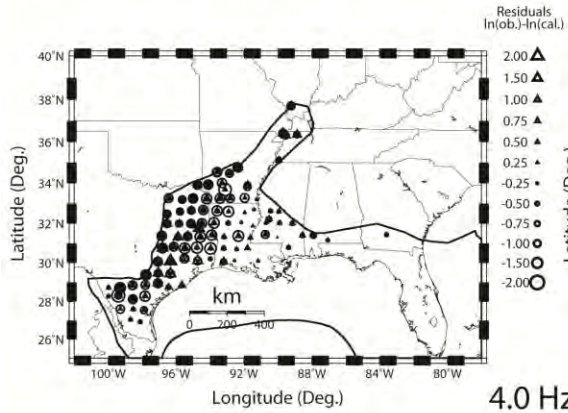 Residuals
ln(ob.)-ln(cal.)
40°N
38°N
36°N
34°N
32°N
30°N
28°N
26°N
Latitude (Deg.)
2.00
1.50
1.00
0.75
0.50
0.25
-0.25
-0.50
-0.75
-1.00
-1.50
-2.00
km
0 200 400
100°W 96°W 92°W 88°W 84°W 80°W
Longitude (Deg.)
4.0 Hz